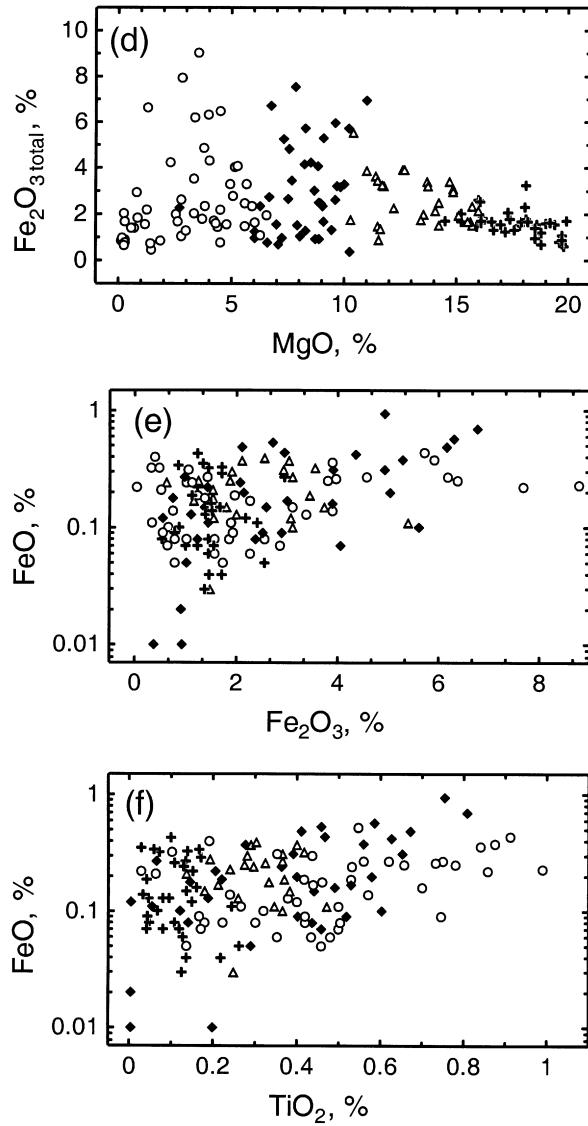 (d)
Fe2O3 total, %
10
8
6
4
2
0
0 5 10 15 20
MgO, %
(e)
FeO, %
1
0.1
0.01
0 2 4 6 8
Fe2O3, %
(f)
FeO, %
1
0.1
0.01
0 0.2 0.4 0.6 0.8 1
TiO2, %